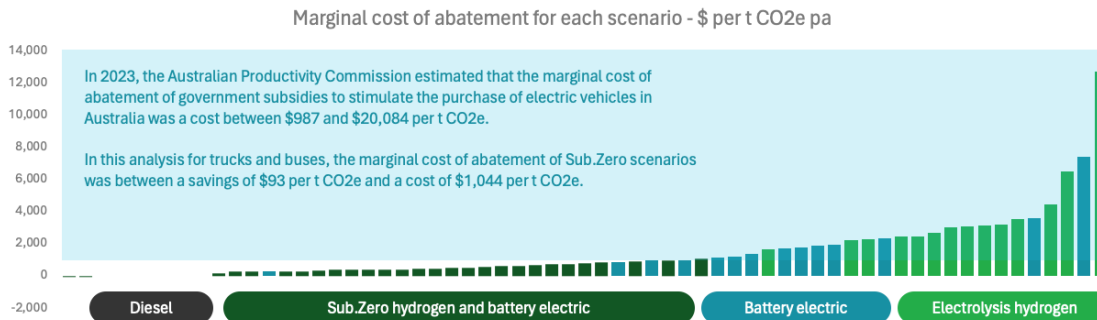 Marginal cost of abatement for each scenario - $ per t CO2e pa
14,000
In 2023, the Australian Productivity Commission estimated that the marginal cost of
12,000
abatement of government subsidies to stimulate the purchase of electric vehicles in
10,000
Australia was a cost between $987 and $20,084 per t CO2e.
8,000
In this analysis for trucks and buses, the marginal cost of abatement of Sub.Zero scenarios
6,000
was between a savings of $93 per t CO2e and a cost of $1,044 per t CO2e.
4,000
2,000
0
-2,000
Diesel
Sub.Zero hydrogen and battery electric
Battery electric
Electrolysis hydrogen